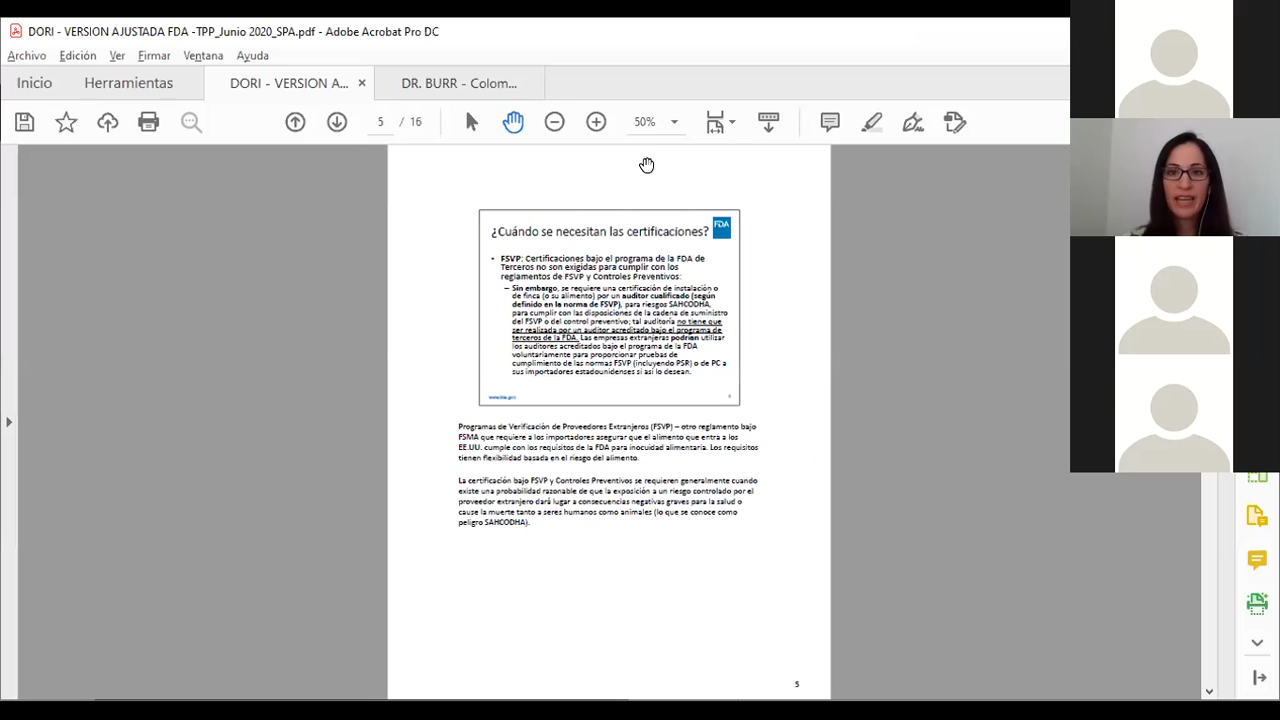 DORI - VERSION AJUSTADA FDA -TPP_Junio 2020_SPA.pdf - Adobe Acrobat Pro DC
Archivo Edición Ver Firmar Ventana Ayuda
Inicio Herramientas DORI - VERSION A... × DR. BURR - Colom...
5 / 16 50%
¿Cuándo se necesitan las certificaciones? FDA
• FSVP: Certificaciones bajo el programa de la FDA de
Terceros no son exigidas para cumplir con los
reglamentos de FSVP y Controles Preventivos:
– Sin embargo, se requiere una certificación de instalación o
de finca (o su alimento) por un auditor cualificado (según
definido en la norma de FSVP), para riesgos SAHCODHA,
para cumplir con las disposiciones de la cadena de suministro
del FSVP o del control preventivo; tal auditoría no tiene que
ser realizada por un auditor acreditado bajo el programa de
terceros de la FDA. Las empresas extranjeras podrían utilizar
los auditores acreditados bajo el programa de la FDA
voluntariamente para proporcionar pruebas de
cumplimiento de las normas FSVP (incluyendo PSR) o de PC a
sus importadores estadounidenses si así lo desean.
www.fda.gov
Programas de Verificación de Proveedores Extranjeros (FSVP) – otro reglamento bajo
FSMA que requiere a los importadores asegurar que el alimento que entra a los
EE.UU. cumple con los requisitos de la FDA para inocuidad alimentaria. Los requisitos
tienen flexibilidad basada en el riesgo del alimento.
La certificación bajo FSVP y Controles Preventivos se requieren generalmente cuando
existe una probabilidad razonable de que la exposición a un riesgo controlado por el
proveedor extranjero dará lugar a consecuencias negativas graves para la salud o
cause la muerte tanto a seres humanos como animales (lo que se conoce como
peligro SAHCODHA).
5